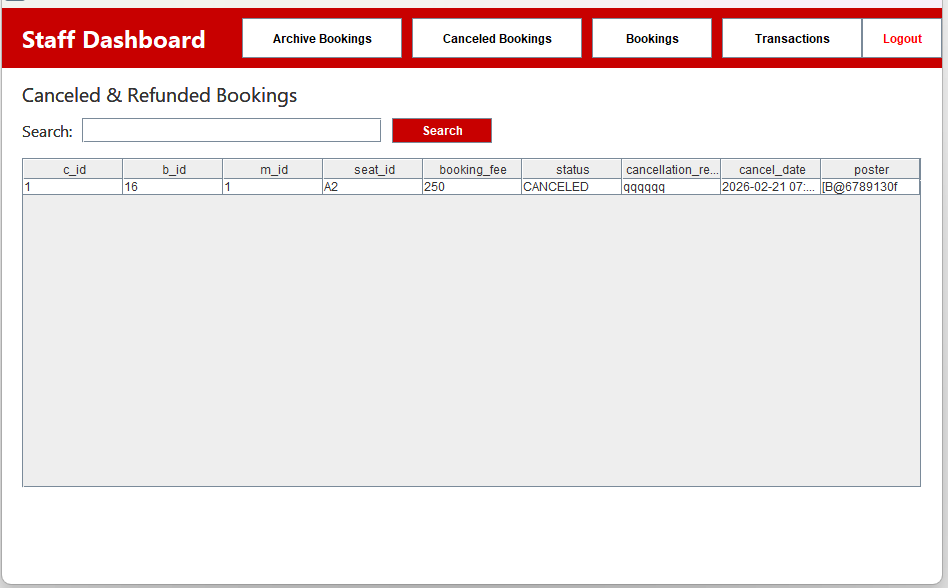 Staff Dashboard Archive Bookings Canceled Bookings Bookings Transactions Logout
Canceled & Refunded Bookings
Search: Search
c_id b_id m_id seat_id booking_fee status cancellation_re... cancel_date poster
1 16 1 A2 250 CANCELED qqqqqq 2026-02-21 07:... [B@6789130f